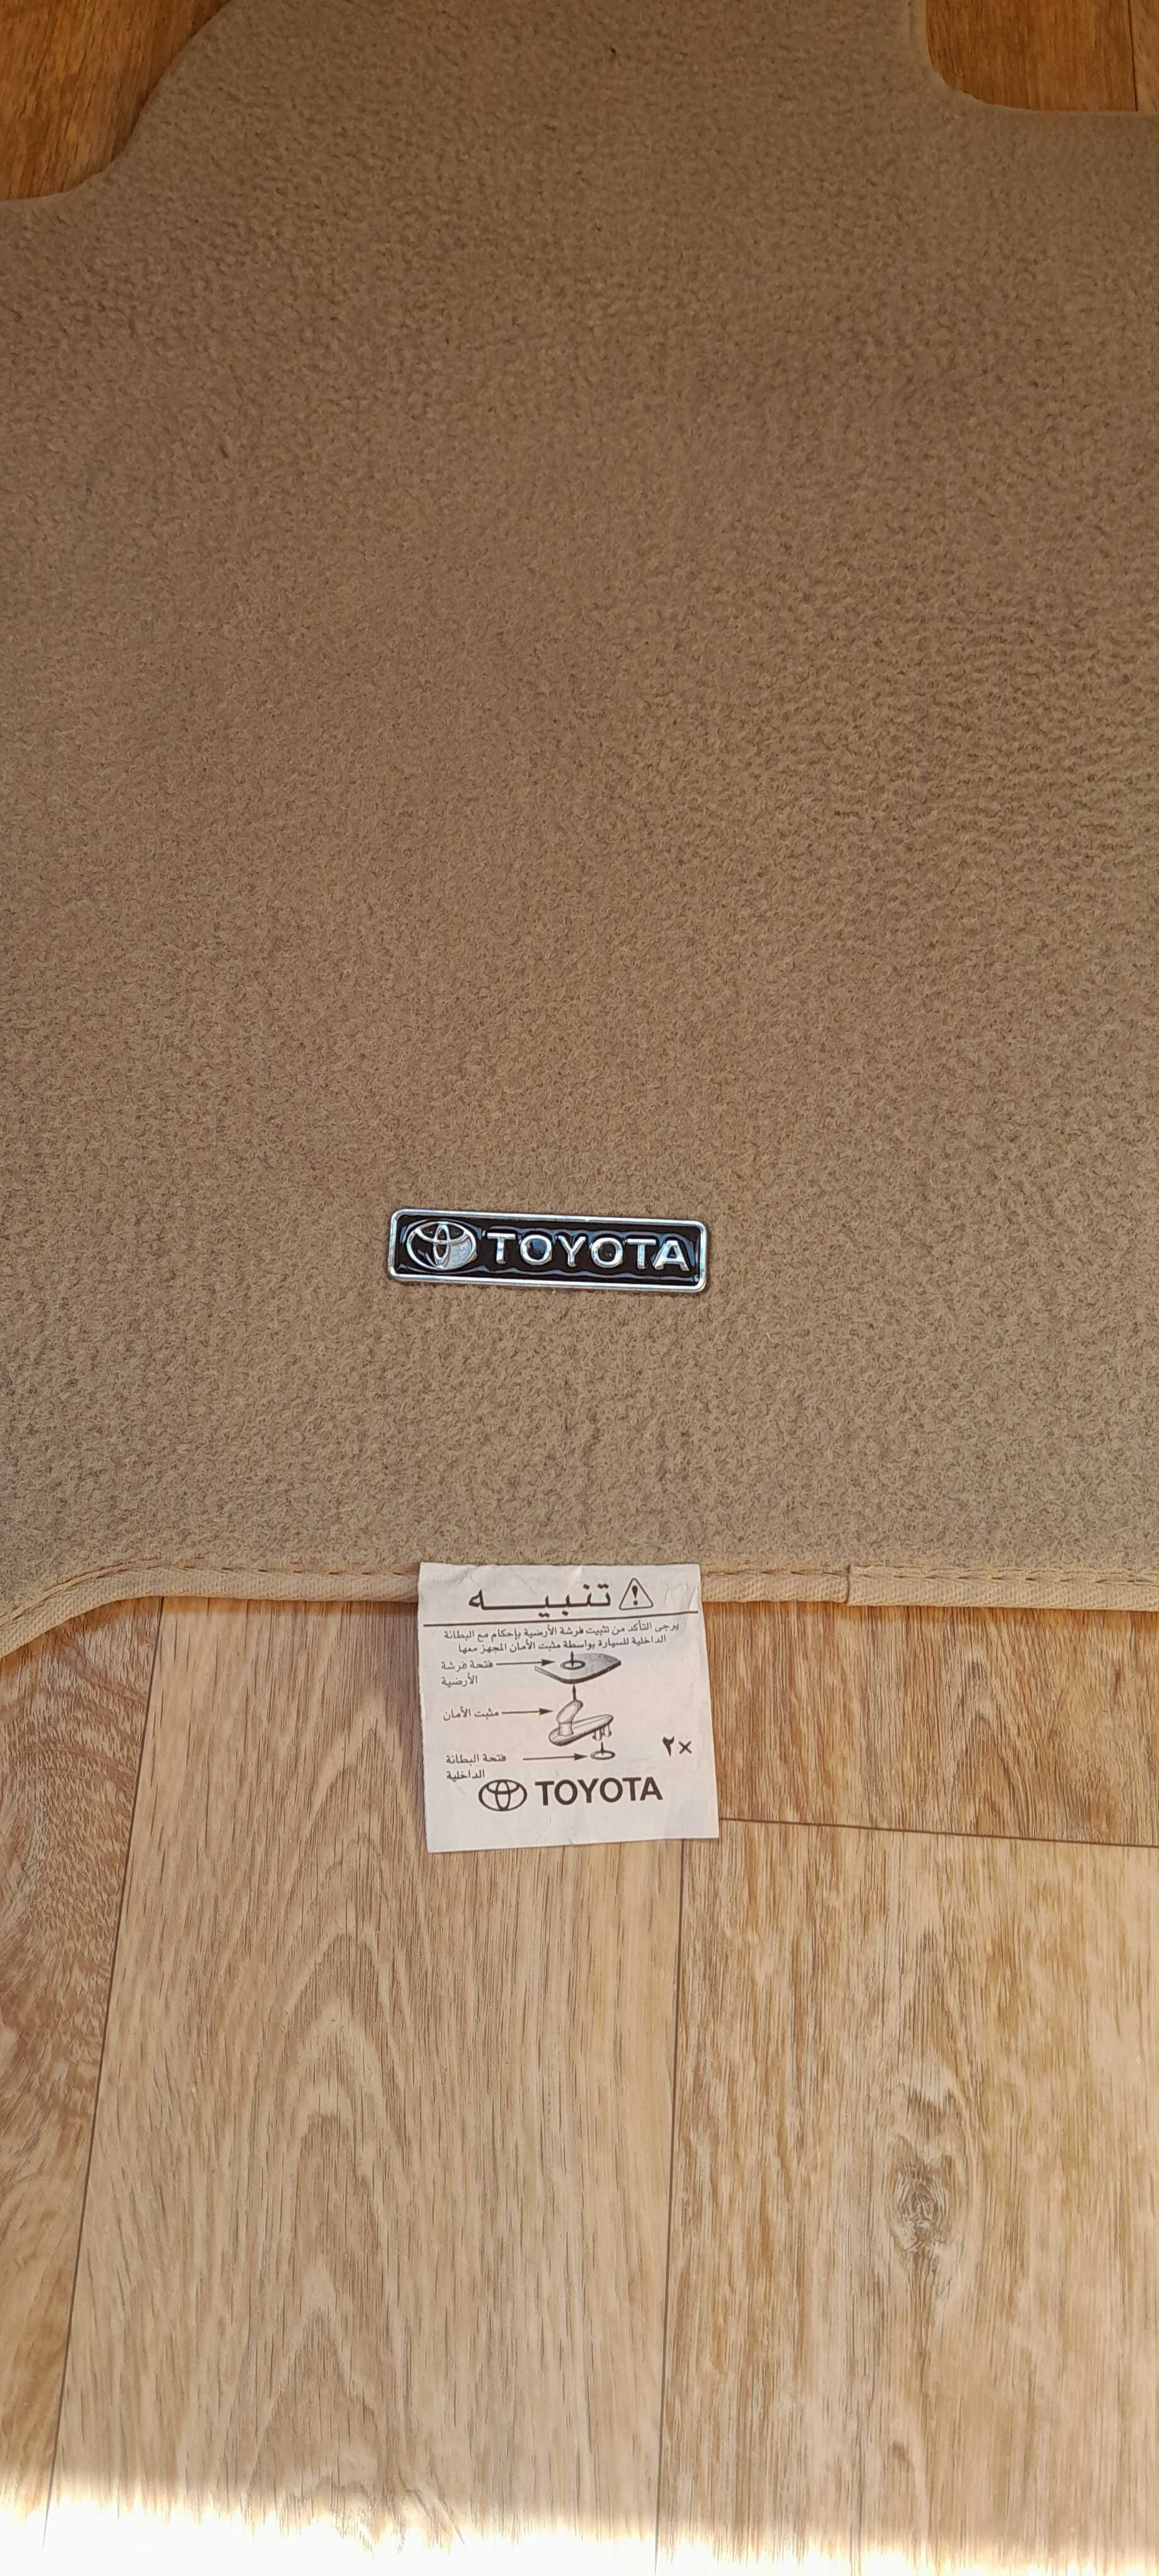 TOYOTA
تنبيـــه
يرجى التأكد من تثبيت فرشة الأرضية بإحكام مع البطانة
الداخلية للسيارة بواسطة مثبت الأمان المجهز معها
فتحة فرشة
الأرضية
مثبت الأمان
٢×
فتحة البطانة
الداخلية
TOYOTA